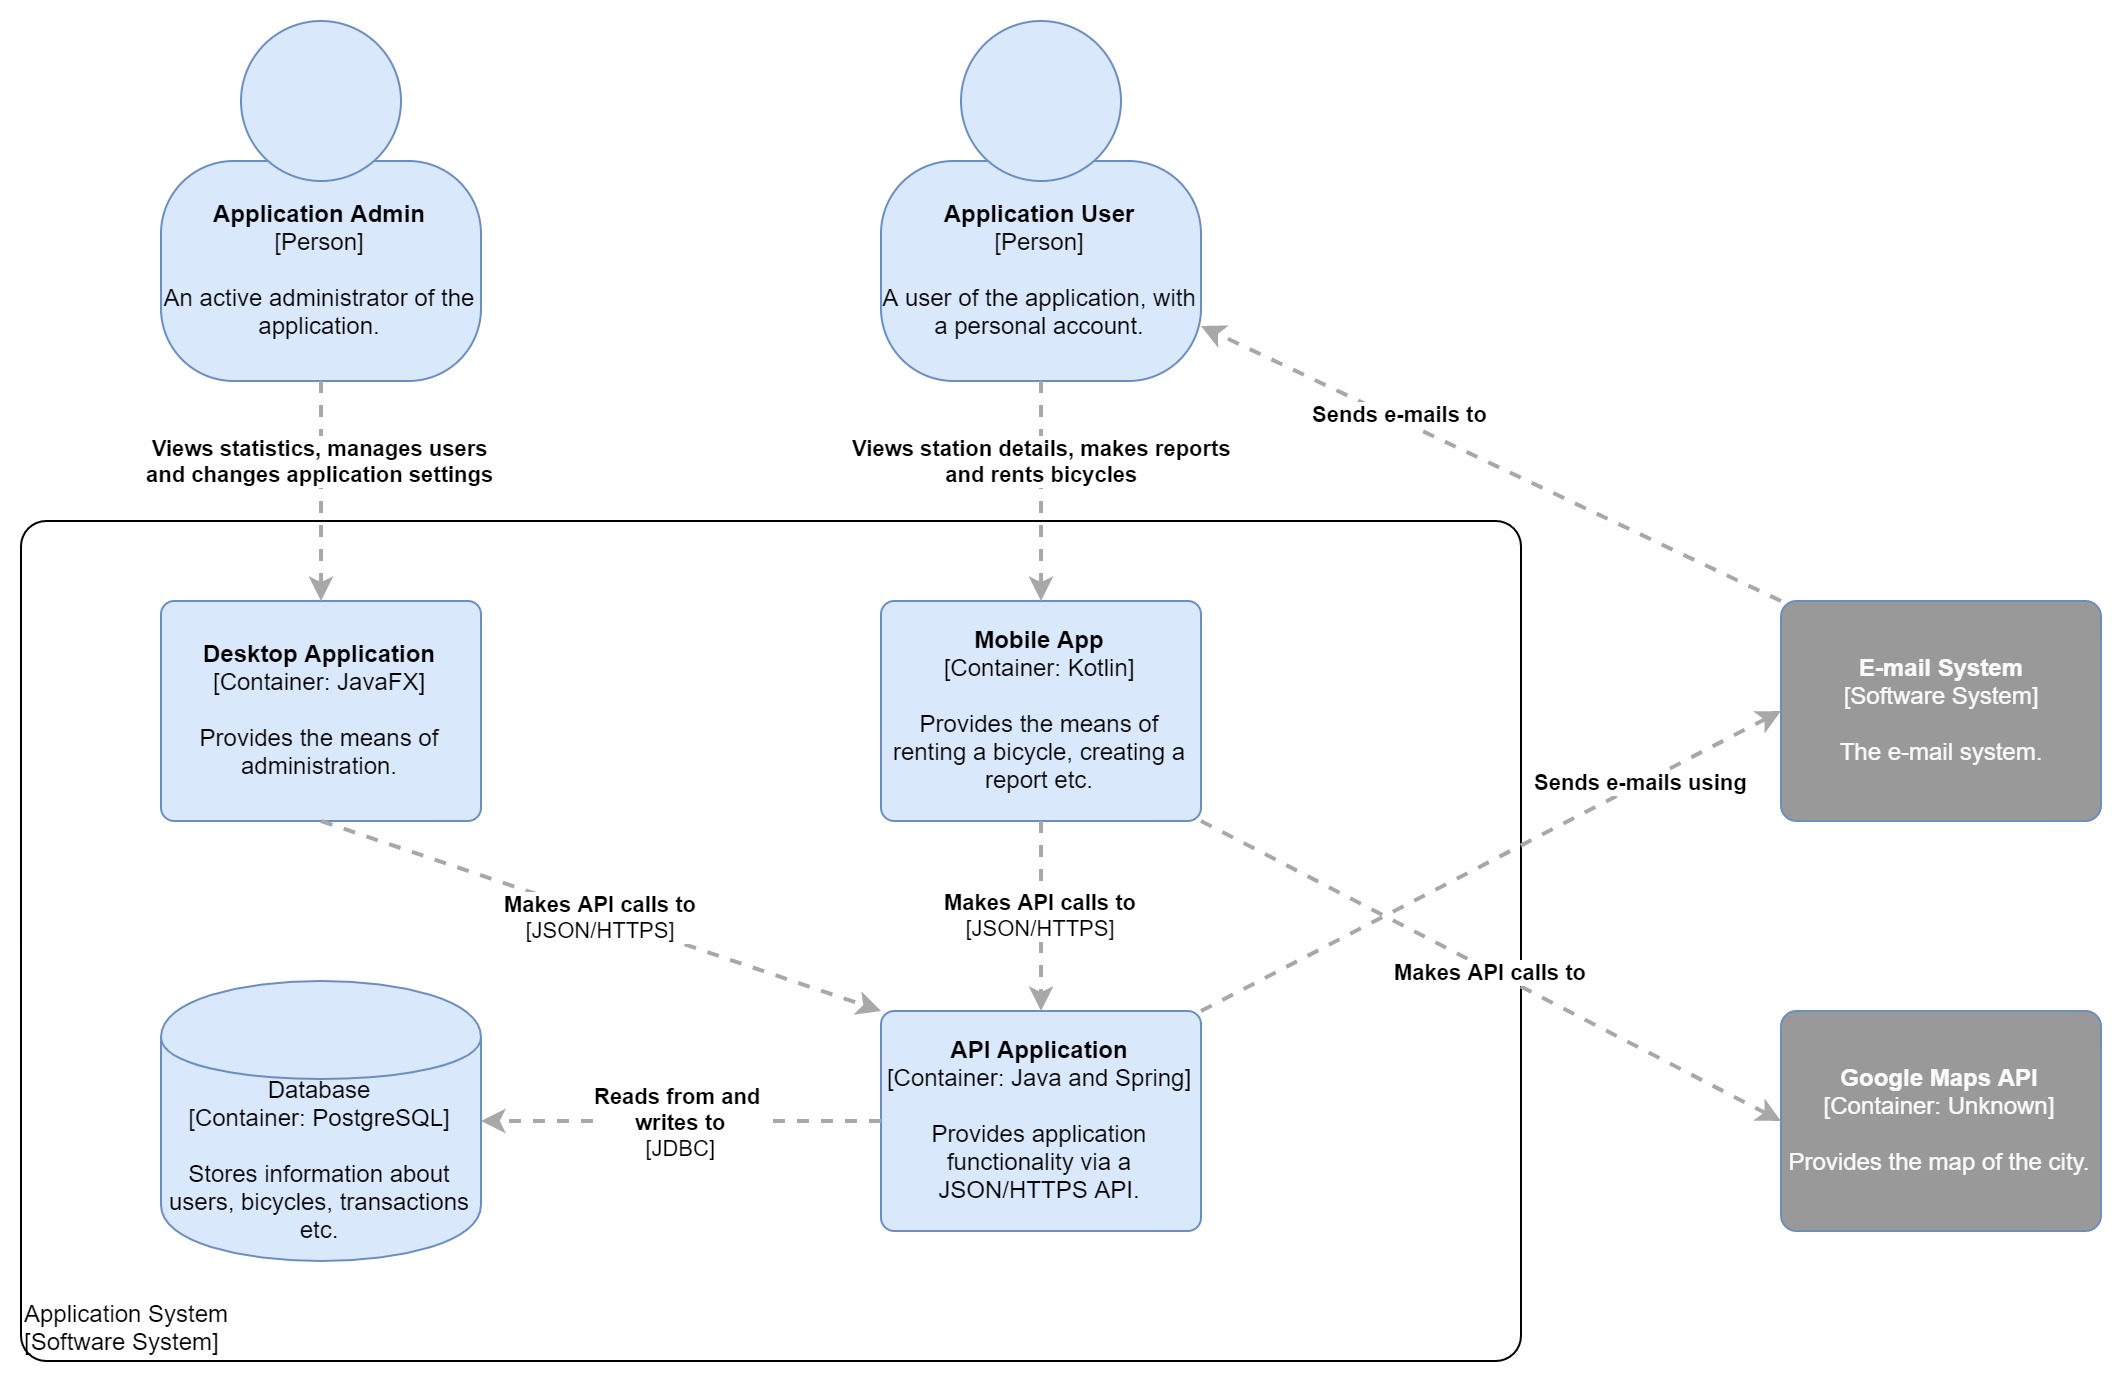 Application Admin
[Person]
An active administrator of the
application.
Application User
[Person]
A user of the application, with
a personal account.
Sends e-mails to
Views statistics, manages users
and changes application settings
Views station details, makes reports
and rents bicycles
Desktop Application
[Container: JavaFX]
Provides the means of
administration.
Mobile App
[Container: Kotlin]
Provides the means of
renting a bicycle, creating a
report etc.
E-mail System
[Software System]
The e-mail system.
Sends e-mails using
Makes API calls to
[JSON/HTTPS]
Makes API calls to
[JSON/HTTPS]
Makes API calls to
Database
[Container: PostgreSQL]
Stores information about
users, bicycles, transactions
etc.
Reads from and
writes to
[JDBC]
API Application
[Container: Java and Spring]
Provides application
functionality via a
JSON/HTTPS API.
Google Maps API
[Container: Unknown]
Provides the map of the city.
Application System
[Software System]